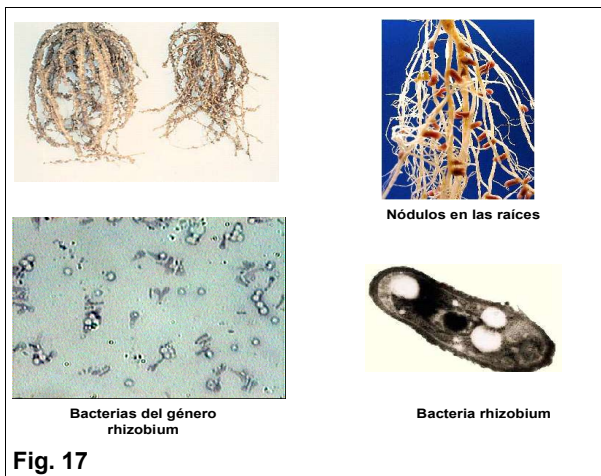 Nódulos en las raíces
Bacterias del género
rhizobium
Bacteria rhizobium
Fig. 17